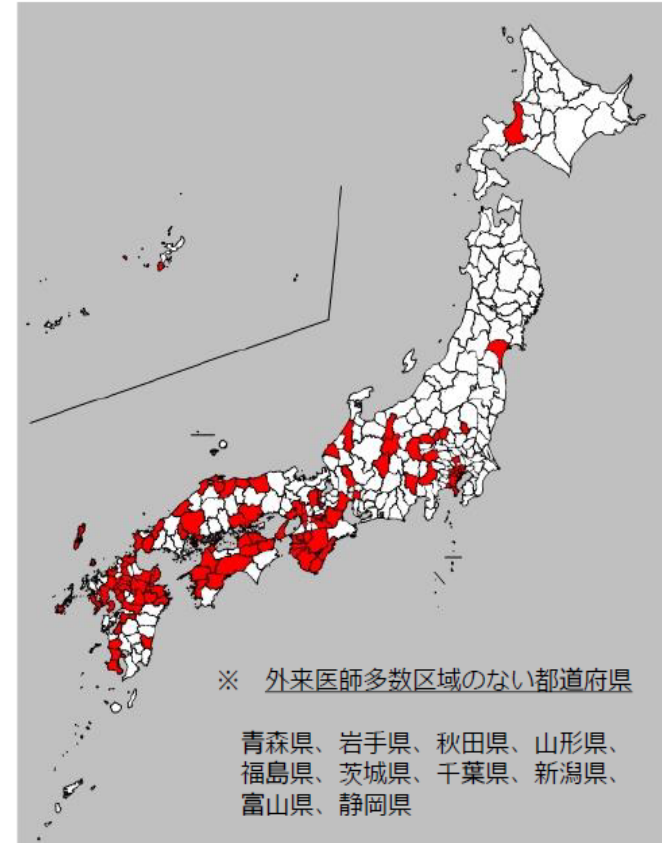 ※ 外来医師多数区域のない都道府県
青森県、岩手県、秋田県、山形県、
福島県、茨城県、千葉県、新潟県、
富山県、静岡県